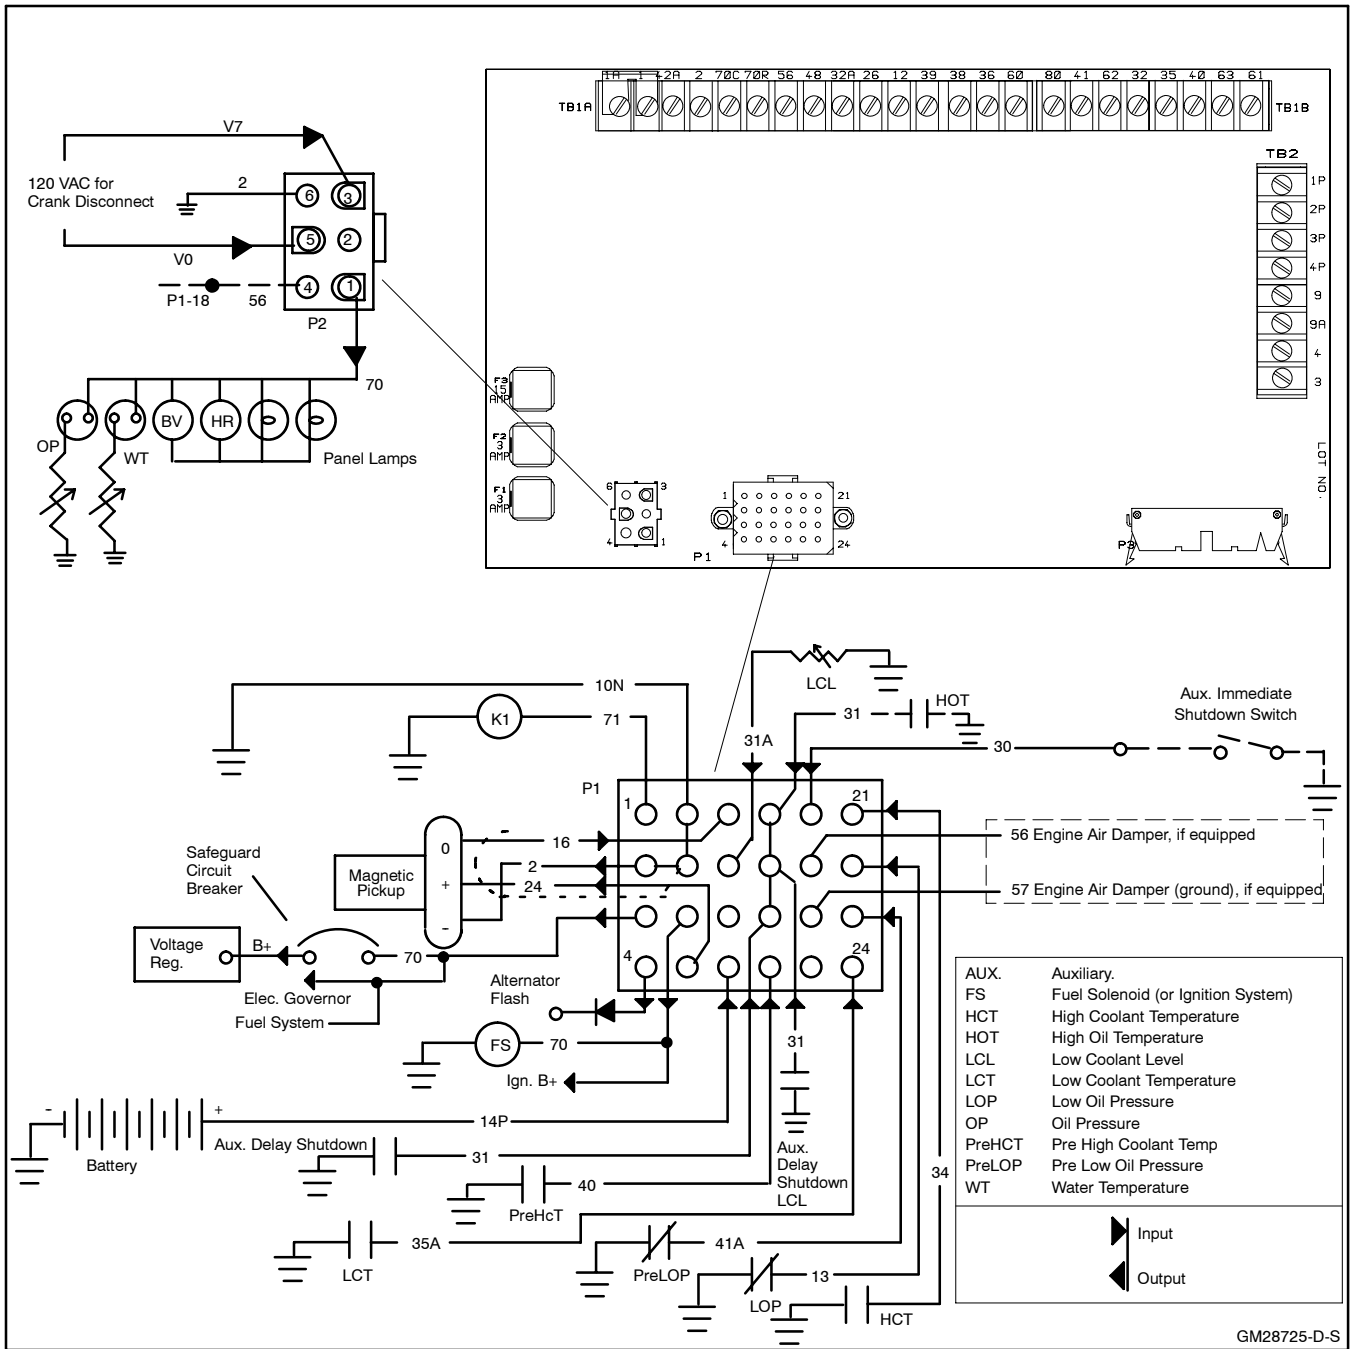 1A 1 42A 2 70C 70R 56 48 32A 26 12 39 38 36 60 80 41 62 32 35 40 63 61
TB1A
TB1B
TB2
1P
2P
3P
4P
9
9A
4
3
LOT NO.
V7
120 VAC for
Crank Disconnect
2
V0
P1-18
56
6 3
5 2
4 1
P2
70
OP
WT
BV
HR
Panel Lamps
F3
15
AMP
F2
3
AMP
F1
3
AMP
6 3
4 1
1 21
4 24
P1
P3
10N
K1
71
LCL
31A
31
HOT
30
Aux. Immediate
Shutdown Switch
P1
1 21
4 24
16
2
24
0
+
-
Magnetic
Pickup
Safeguard
Circuit
Breaker
Voltage
Reg.
B+
70
Elec. Governor
Fuel System
Alternator
Flash
FS
70
Ign. B+
56 Engine Air Damper, if equipped
57 Engine Air Damper (ground), if equipped
-
+
Battery
14P
Aux. Delay Shutdown
31
31
Aux.
Delay
Shutdown
LCL
PreHcT
40
LCT
35A
PreLOP
41A
LOP
13
HCT
34
AUX. Auxiliary.
FS Fuel Solenoid (or Ignition System)
HCT High Coolant Temperature
HOT High Oil Temperature
LCL Low Coolant Level
LCT Low Coolant Temperature
LOP Low Oil Pressure
OP Oil Pressure
PreHCT Pre High Coolant Temp
PreLOP Pre Low Oil Pressure
WT Water Temperature
Input
Output
GM28725-D-S